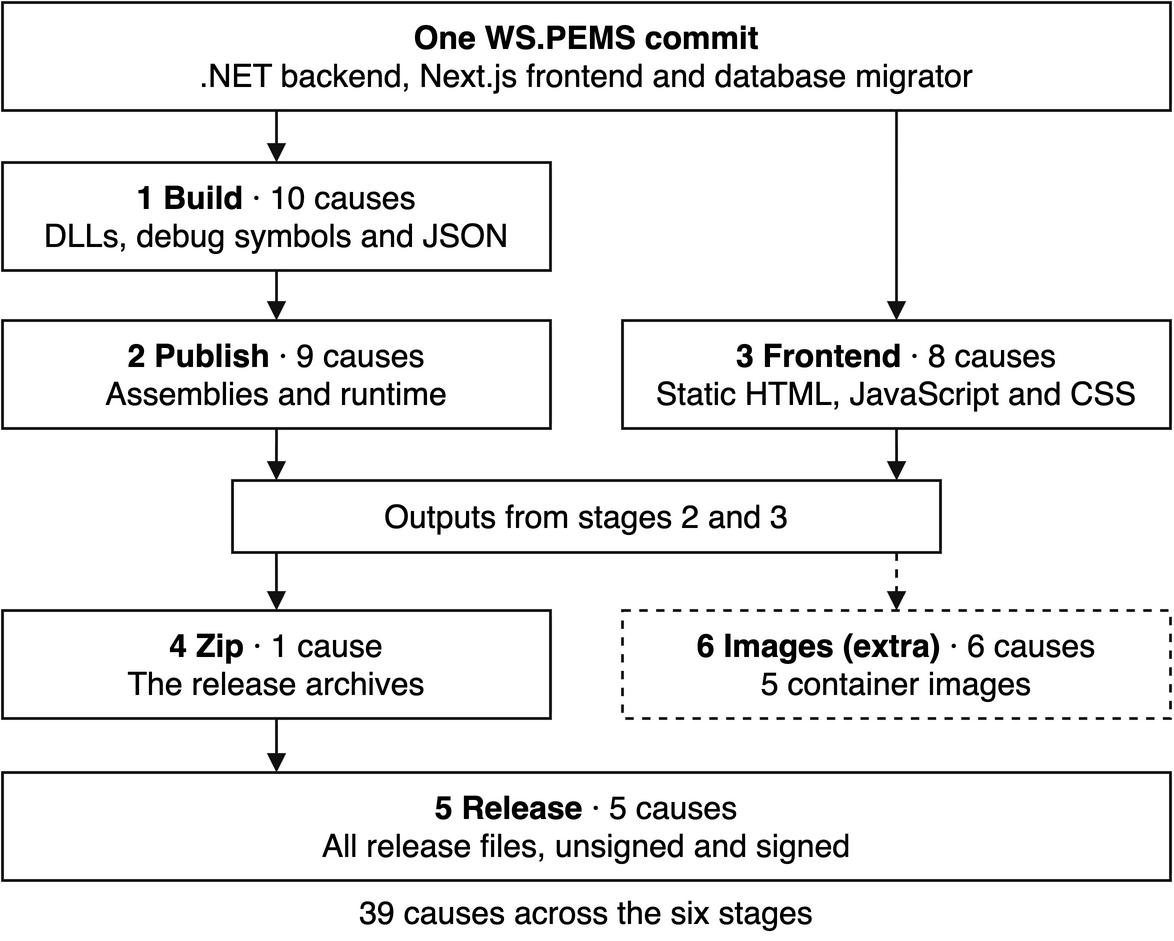 One WS.PEMS commit
.NET backend, Next.js frontend and database migrator
1 Build · 10 causes
DLLs, debug symbols and JSON
2 Publish · 9 causes
Assemblies and runtime
3 Frontend · 8 causes
Static HTML, JavaScript and CSS
Outputs from stages 2 and 3
4 Zip · 1 cause
The release archives
6 Images (extra) · 6 causes
5 container images
5 Release · 5 causes
All release files, unsigned and signed
39 causes across the six stages